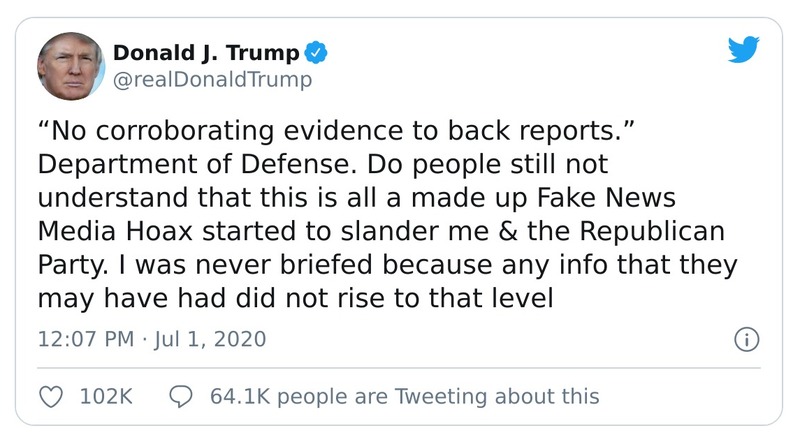 Donald J. Trump
@realDonaldTrump
“No corroborating evidence to back reports.”
Department of Defense. Do people still not
understand that this is all a made up Fake News
Media Hoax started to slander me & the Republican
Party. I was never briefed because any info that they
may have had did not rise to that level
12:07 PM · Jul 1, 2020
102K
64.1K people are Tweeting about this